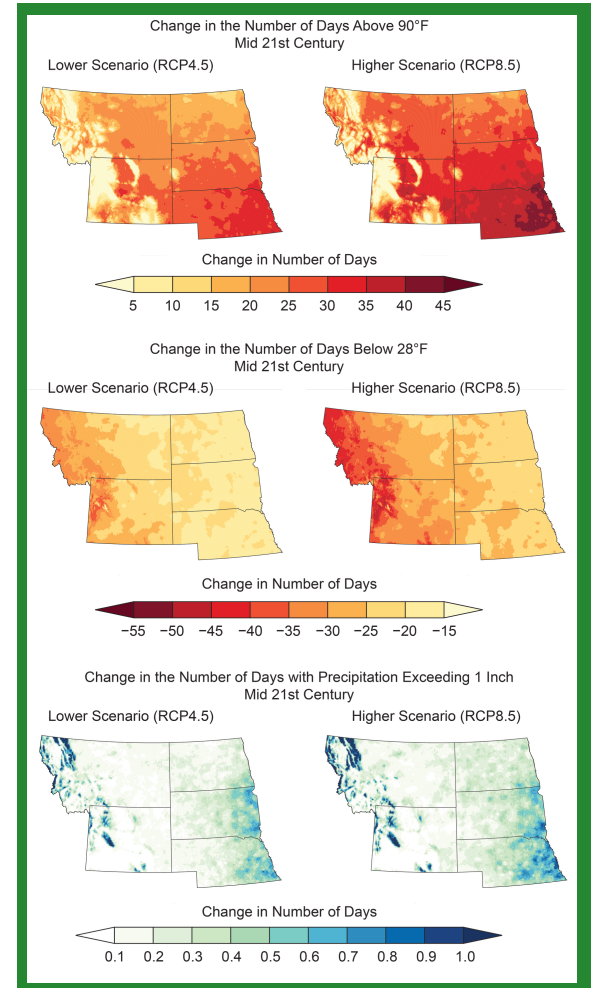 Change in the Number of Days Above 90°F
Mid 21st Century
Lower Scenario (RCP4.5)
Higher Scenario (RCP8.5)
Change in Number of Days
5 10 15 20 25 30 35 40 45
Change in the Number of Days Below 28°F
Mid 21st Century
Lower Scenario (RCP4.5)
Higher Scenario (RCP8.5)
Change in Number of Days
−55 −50 −45 −40 −35 −30 −25 −20 −15
Change in the Number of Days with Precipitation Exceeding 1 Inch
Mid 21st Century
Lower Scenario (RCP4.5)
Higher Scenario (RCP8.5)
Change in Number of Days
0.1 0.2 0.3 0.4 0.5 0.6 0.7 0.8 0.9 1.0